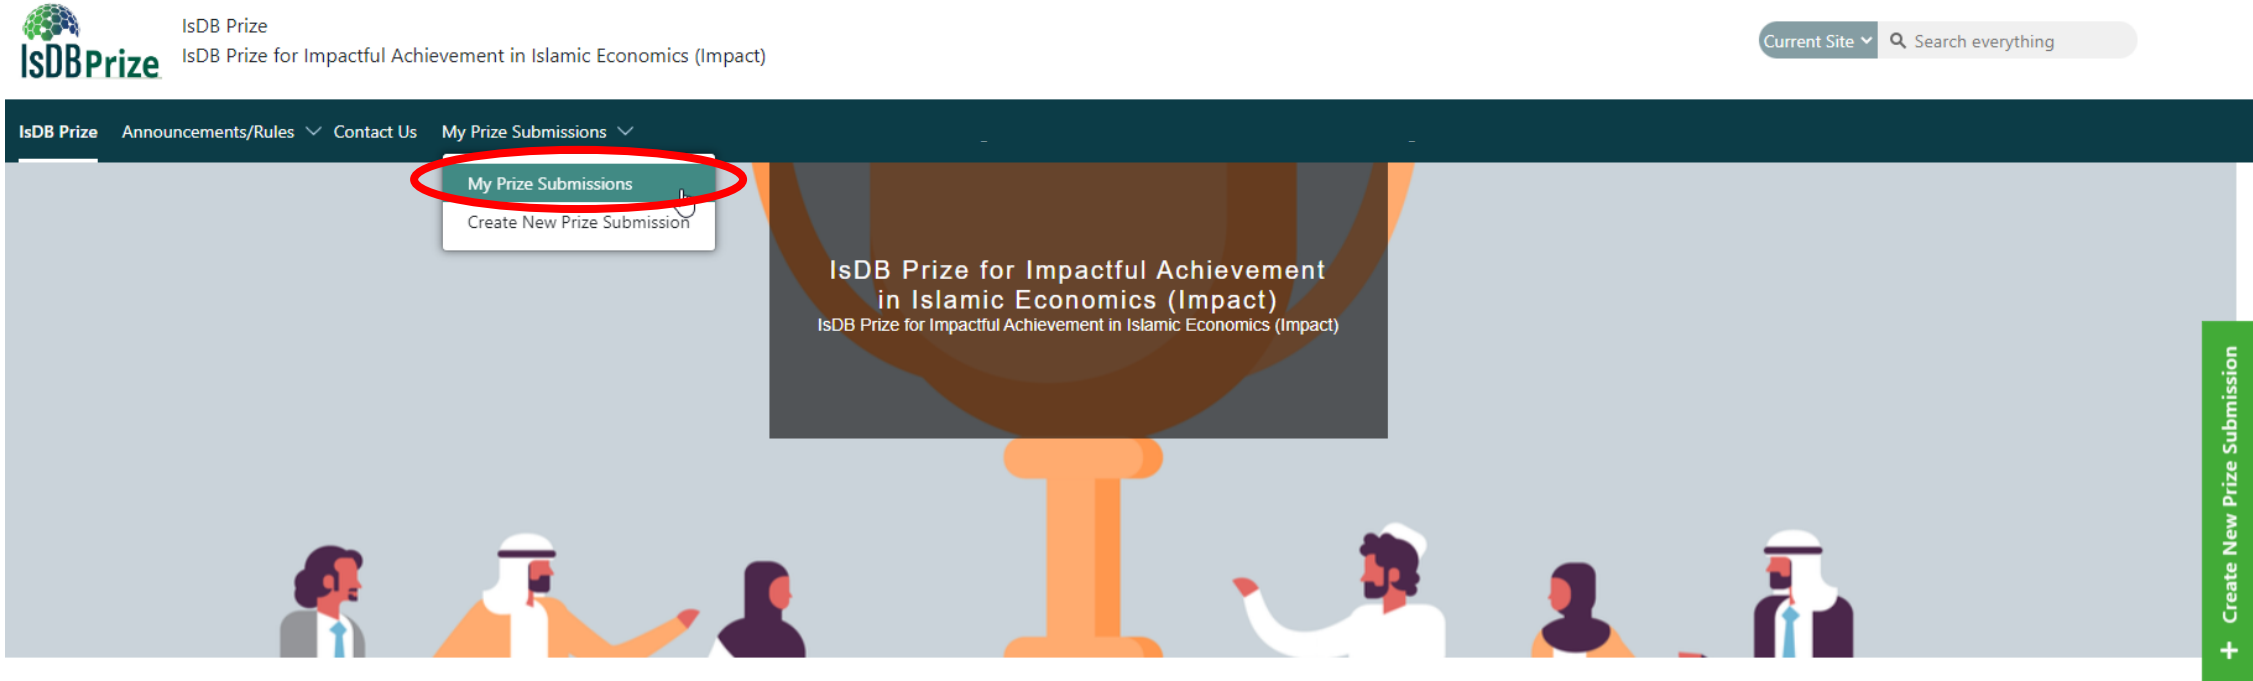 IsDBPrize
IsDB Prize
IsDB Prize for Impactful Achievement in Islamic Economics (Impact)
Current Site
Search everything
IsDB Prize Announcements/Rules Contact Us My Prize Submissions
My Prize Submissions
Create New Prize Submission
IsDB Prize for Impactful Achievement
in Islamic Economics (Impact)
IsDB Prize for Impactful Achievement in Islamic Economics (Impact)
+ Create New Prize Submission